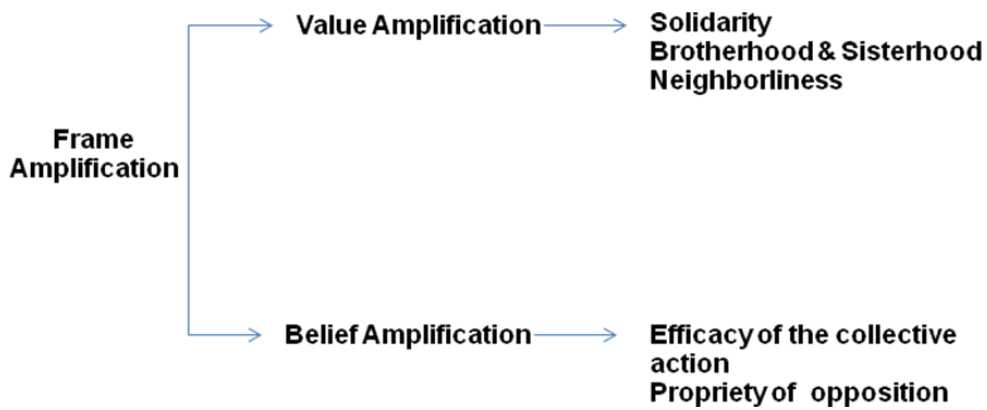 Value Amplification
Solidarity
Brotherhood & Sisterhood
Neighborliness
Frame
Amplification
Belief Amplification
Efficacy of the collective
action
Propriety of opposition